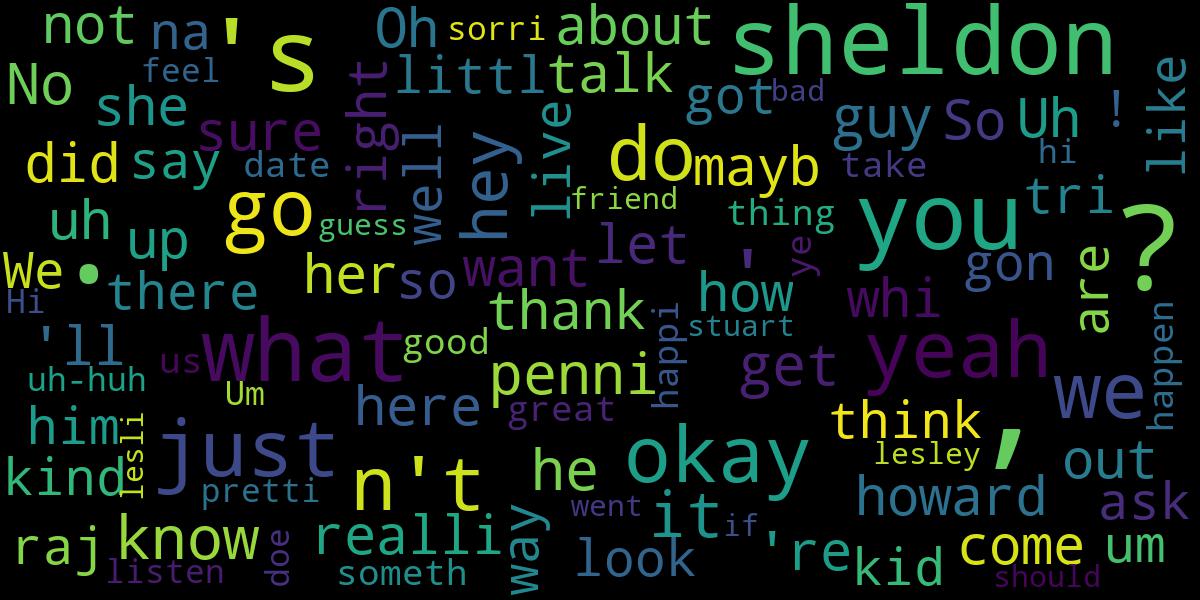 not na 's Oh sorri about sheldon
No feel she littl talk got bad guy So Uh ! like
sure right hi
did say date well hey live do mayb take
uh up go guess friend thing you tri ?
We . there her so want let how ' ye whi gon are
Hi 'll us what good thank happi stuart get yeah we happen
uh-huh Um here penni great
him lesli just think lesley , out
kind pretti n't he okay went it if howard ask
raj know doe realli way look 're kid come um
listen someth should